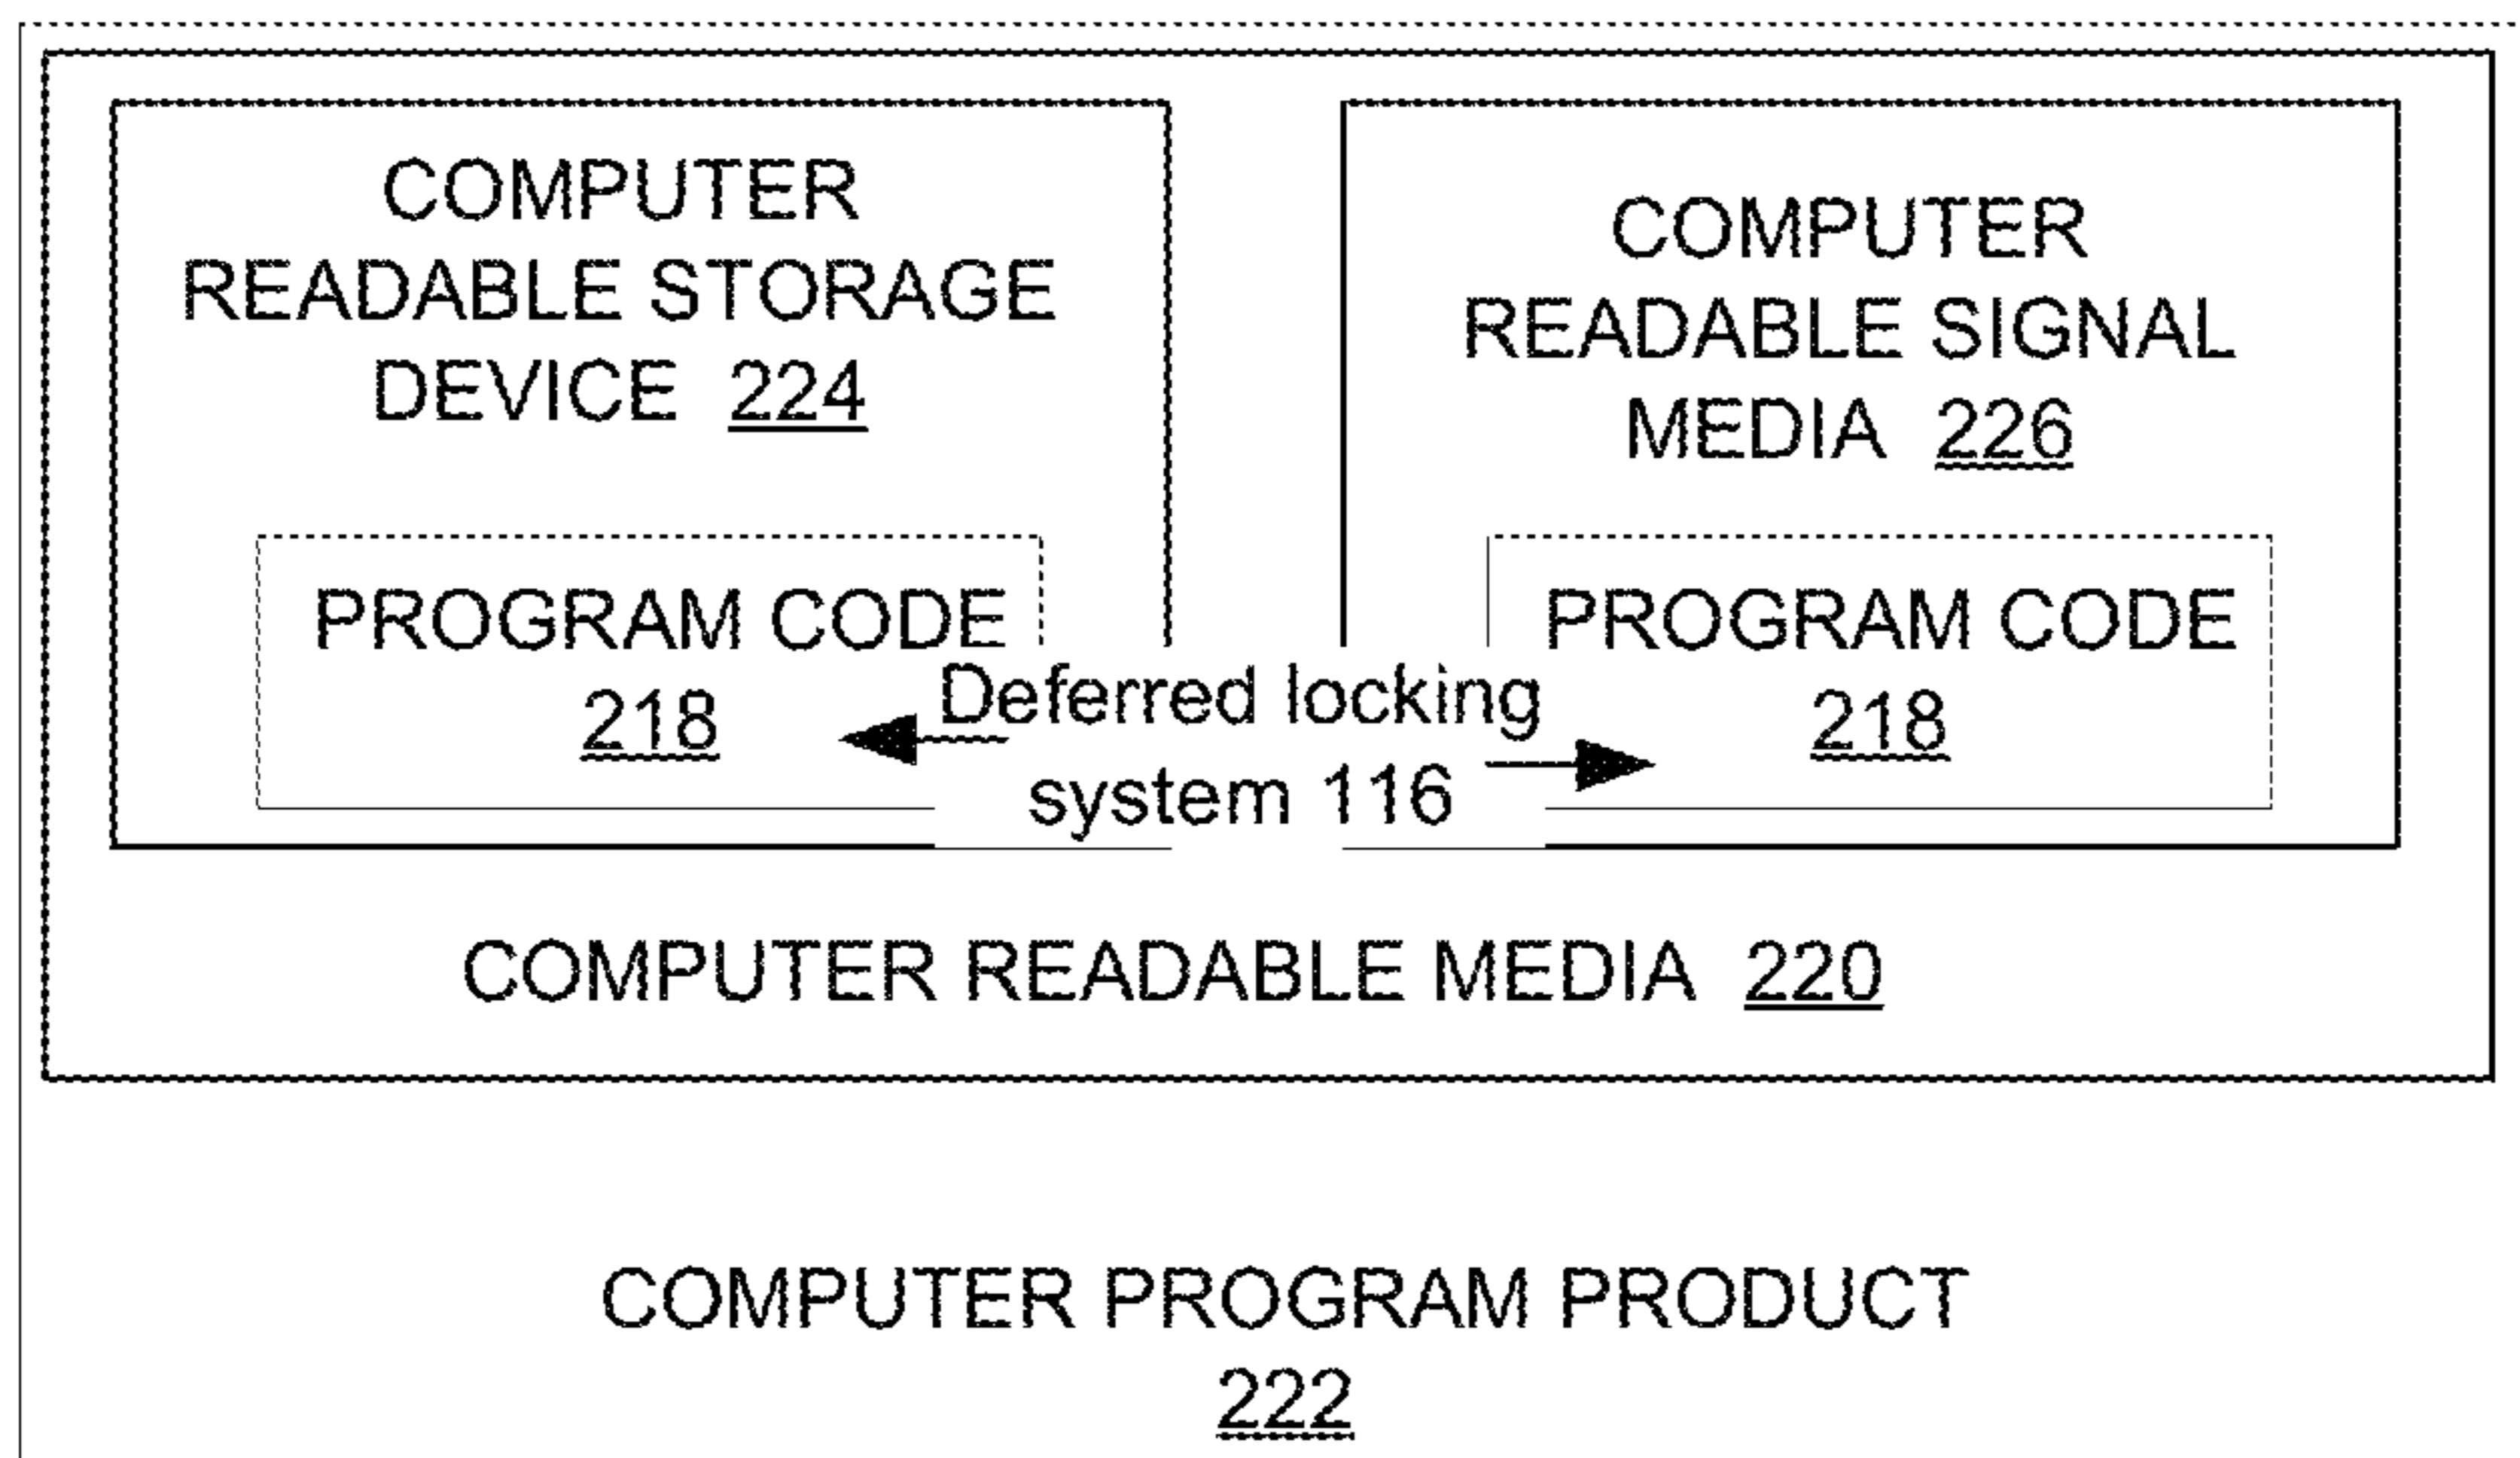 COMPUTER
READABLE STORAGE
DEVICE 224
PROGRAM CODE
218
COMPUTER
READABLE SIGNAL
MEDIA 226
PROGRAM CODE
218
Deferred locking
system 116
COMPUTER READABLE MEDIA 220
COMPUTER PROGRAM PRODUCT
222